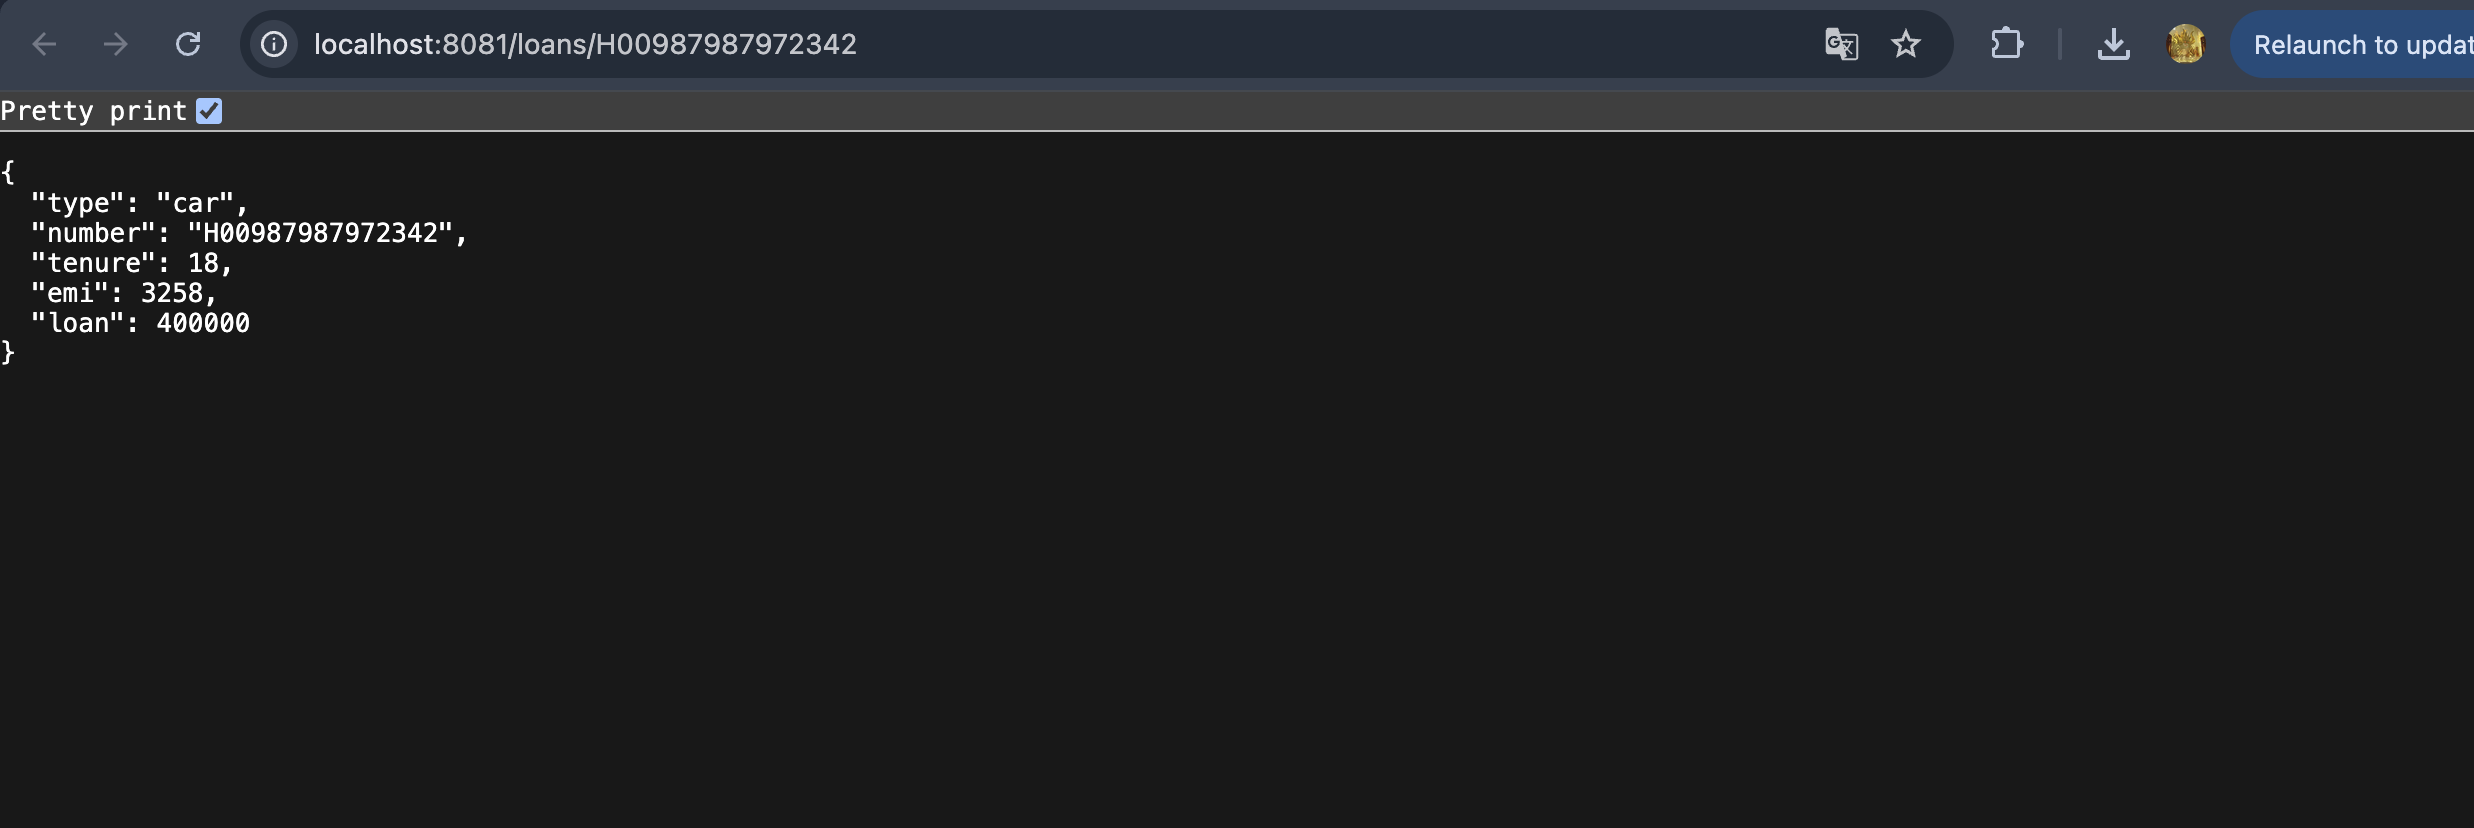 localhost:8081/loans/H00987987972342
Relaunch to updat
Pretty print
{
  "type": "car",
  "number": "H00987987972342",
  "tenure": 18,
  "emi": 3258,
  "loan": 400000
}